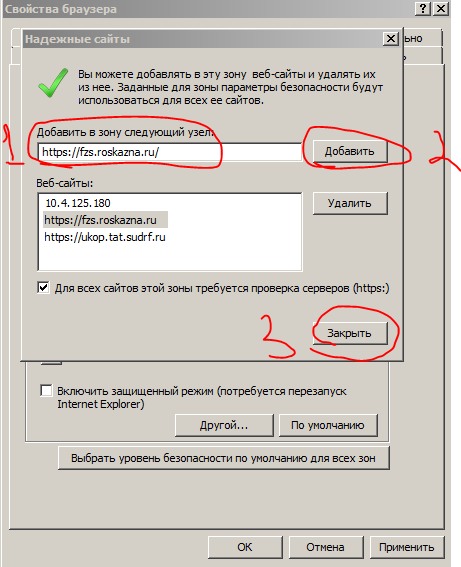 Свойства браузера
льно
Надежные сайты
Вы можете добавлять в эту зону веб-сайты и удалять их
из нее. Заданные для зоны параметры безопасности будут
использоваться для всех ее сайтов.
Добавить в зону следующий узел:
1
https://fzs.roskazna.ru/
Добавить
2
Веб-сайты:
10.4.125.180
Удалить
https://fzs.roskazna.ru
https://ukop.tat.sudrf.ru
Для всех сайтов этой зоны требуется проверка серверов (https:)
3
Закрыть
Включить защищенный режим (потребуется перезапуск
Internet Explorer)
Другой...
По умолчанию
Выбрать уровень безопасности по умолчанию для всех зон
OK
Отмена
Применить